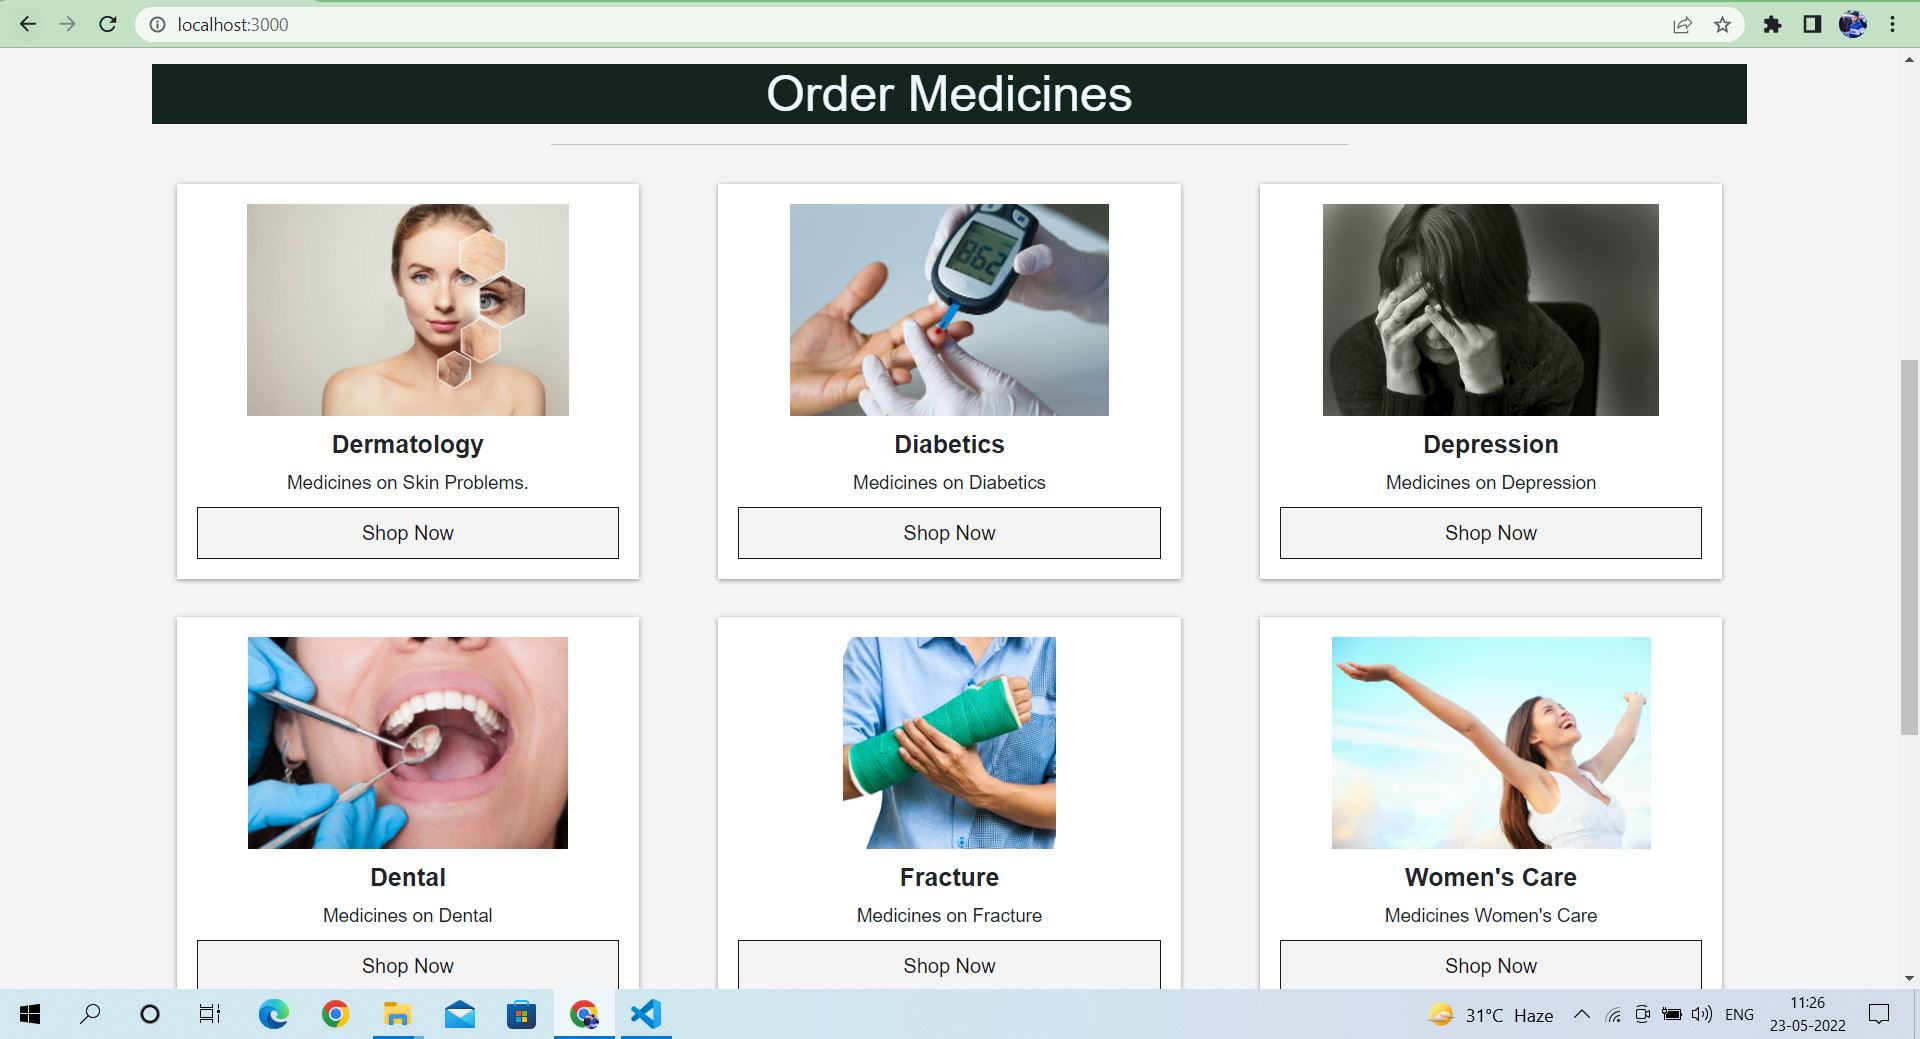 localhost:3000
Order Medicines
862
Dermatology
Medicines on Skin Problems.
Shop Now
Diabetics
Medicines on Diabetics
Shop Now
Depression
Medicines on Depression
Shop Now
Dental
Medicines on Dental
Shop Now
Fracture
Medicines on Fracture
Shop Now
Women's Care
Medicines Women's Care
Shop Now
31°C Haze
ENG
11:26
23-05-2022